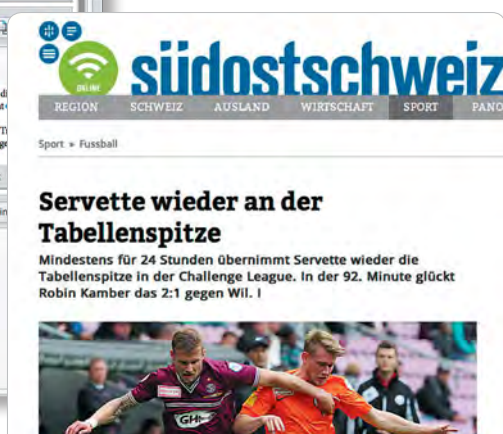 ONLINE
südostschweiz
REGION SCHWEIZ AUSLAND WIRTSCHAFT SPORT PANO
Sport » Fussball
Servette wieder an der
Tabellenspitze
Mindestens für 24 Stunden übernimmt Servette wieder die
Tabellenspitze in der Challenge League. In der 92. Minute glückt
Robin Kamber das 2:1 gegen Wil. I
GHI